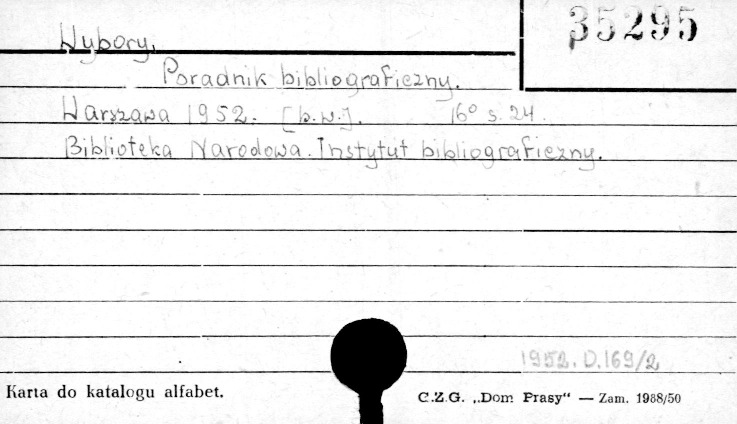 35295
Wybory.
Poradnik bibliograficzny.
Warszawa 1952. [b.w.]. 16° s. 24.
Biblioteka Narodowa. Instytut bibliograficzny.
1952. D.169/2
Karta do katalogu alfabet.
C.Z.G. „Dom Prasy" — Zam. 1988/50